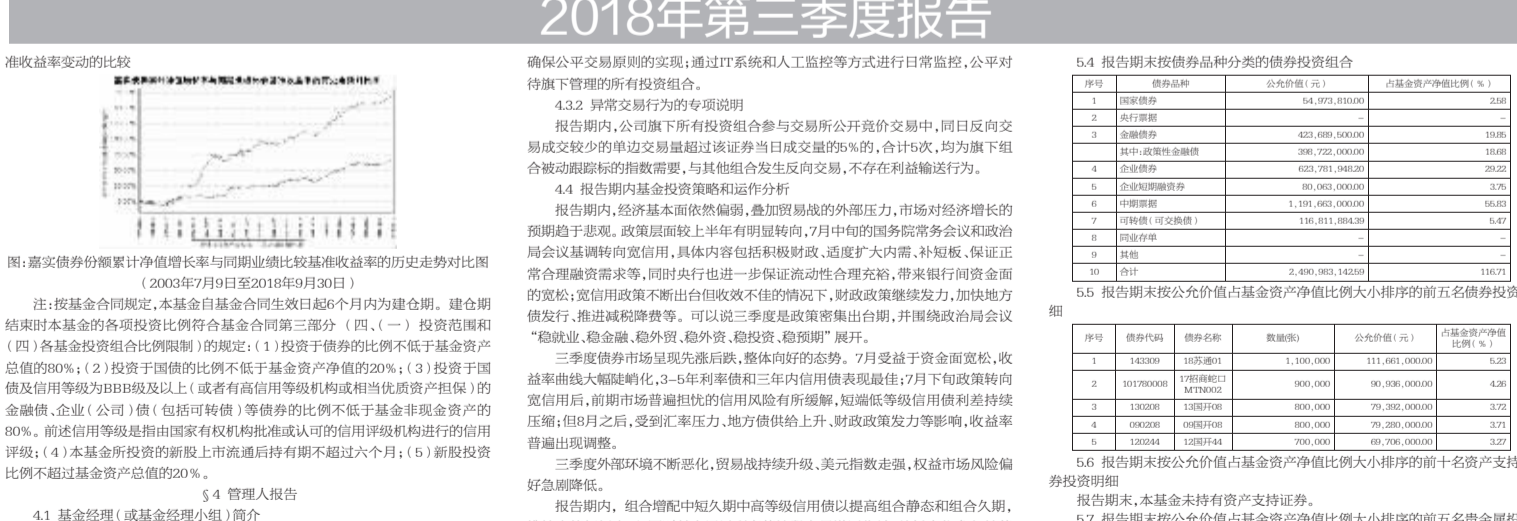 2018年第三季度报告
准收益率变动的比较
图:嘉实债券份额累计净值增长率与同期业绩比较基准收益率的历史走势对比图
(2003年7月9日至2018年9月30日)
注:按基金合同规定,本基金自基金合同生效日起6个月内为建仓期。建仓期
结束时本基金的各项投资比例符合基金合同第三部分(四、(一)投资范围和
(四)各基金投资组合比例限制)的规定:(1)投资于债券的比例不低于基金资产
总值的80%;(2)投资于国债的比例不低于基金资产净值的20%;(3)投资于国
债及信用等级为BBB级及以上(或者有高信用等级机构或相当优质资产担保)的
金融债、企业(公司)债(包括可转债)等债券的比例不低于基金非现金资产的
80%。前述信用等级是指由国家有权机构批准或认可的信用评级机构进行的信用
评级;(4)本基金所投资的新股上市流通后持有期不超过六个月;(5)新股投资
比例不超过基金资产总值的20%。
§4 管理人报告
4.1 基金经理(或基金经理小组)简介
确保公平交易原则的实现;通过IT系统和人工监控等方式进行日常监控,公平对
待旗下管理的所有投资组合。
4.3.2 异常交易行为的专项说明
报告期内,公司旗下所有投资组合参与交易所公开竞价交易中,同日反向交
易成交较少的单边交易量超过该证券当日成交量的5%的,合计5次,均为旗下组
合被动跟踪标的指数需要,与其他组合发生反向交易,不存在利益输送行为。
4.4 报告期内基金投资策略和运作分析
报告期内,经济基本面依然偏弱,叠加贸易战的外部压力,市场对经济增长的
预期趋于悲观。政策层面较上半年有明显转向,7月中旬的国务院常务会议和政治
局会议基调转向宽信用,具体内容包括积极财政、适度扩大内需、补短板、保证正
常合理融资需求等,同时央行也进一步保证流动性合理充裕,带来银行间资金面
的宽松;宽信用政策不断出台但收效不佳的情况下,财政政策继续发力,加快地方
债发行、推进减税降费等。可以说三季度是政策密集出台期,并围绕政治局会议
“稳就业、稳金融、稳外贸、稳外资、稳投资、稳预期”展开。
三季度债券市场呈现先涨后跌,整体向好的态势。7月受益于资金面宽松,收
益率曲线大幅陡峭化,3-5年利率债和三年内信用债表现最佳;7月下旬政策转向
宽信用后,前期市场普遍担忧的信用风险有所缓解,短端低等级信用债利差持续
压缩;但8月之后,受到汇率压力、地方债供给上升、财政政策发力等影响,收益率
普遍出现调整。
三季度外部环境不断恶化,贸易战持续升级、美元指数走强,权益市场风险偏
好急剧降低。
报告期内,组合增配中短久期中高等级信用债以提高组合静态和组合久期,
5.4 报告期末按债券品种分类的债券投资组合
序号 债券品种 公允价值(元) 占基金资产净值比例(%)
1 国家债券 54,973,810.00 2.58
2 央行票据 - -
3 金融债券 423,689,500.00 19.85
其中:政策性金融债 398,722,000.00 18.68
4 企业债券 623,781,948.20 29.22
5 企业短期融资券 80,063,000.00 3.75
6 中期票据 1,191,663,000.00 55.83
7 可转债(可交换债) 116,811,884.39 5.47
8 同业存单 - -
9 其他 - -
10 合计 2,490,983,142.59 116.71
5.5 报告期末按公允价值占基金资产净值比例大小排序的前五名债券投资
细
序号 债券代码 债券名称 数量(张) 公允价值(元) 占基金资产净值
比例(%)
1 143309 18苏通01 1,100,000 111,661,000.00 5.23
2 101780008 17招商蛇口
MTN002 900,000 90,936,000.00 4.26
3 130208 13国开08 800,000 79,392,000.00 3.72
4 090208 09国开08 800,000 79,280,000.00 3.71
5 120244 12国开44 700,000 69,706,000.00 3.27
5.6 报告期末按公允价值占基金资产净值比例大小排序的前十名资产支持
券投资明细
报告期末,本基金未持有资产支持证券。
5.7 报告期末按公允价值占基金资产净值比例大小排序的前五名贵金属投